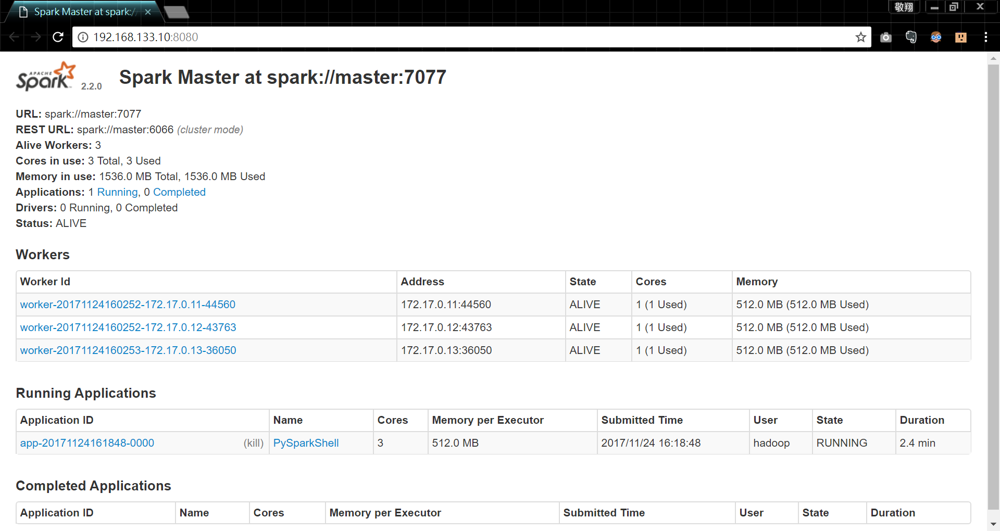 Spark Master at spark:/
敬翔
192.168.133.10:8080
APACHE
Spark 2.2.0
Spark Master at spark://master:7077
URL: spark://master:7077
REST URL: spark://master:6066 (cluster mode)
Alive Workers: 3
Cores in use: 3 Total, 3 Used
Memory in use: 1536.0 MB Total, 1536.0 MB Used
Applications: 1 Running, 0 Completed
Drivers: 0 Running, 0 Completed
Status: ALIVE
Workers
Worker Id Address State Cores Memory
worker-20171124160252-172.17.0.11-44560 172.17.0.11:44560 ALIVE 1 (1 Used) 512.0 MB (512.0 MB Used)
worker-20171124160252-172.17.0.12-43763 172.17.0.12:43763 ALIVE 1 (1 Used) 512.0 MB (512.0 MB Used)
worker-20171124160253-172.17.0.13-36050 172.17.0.13:36050 ALIVE 1 (1 Used) 512.0 MB (512.0 MB Used)
Running Applications
Application ID Name Cores Memory per Executor Submitted Time User State Duration
app-20171124161848-0000 (kill) PySparkShell 3 512.0 MB 2017/11/24 16:18:48 hadoop RUNNING 2.4 min
Completed Applications
Application ID Name Cores Memory per Executor Submitted Time User State Duration